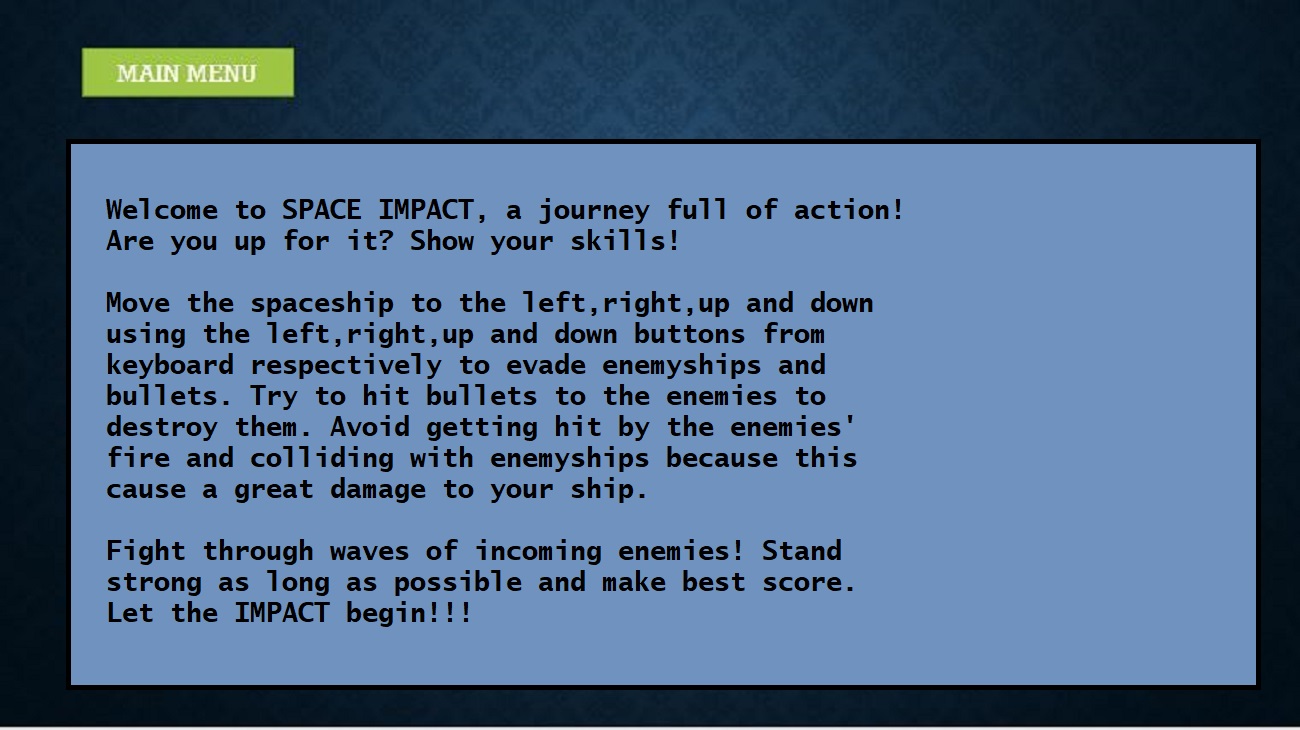 MAIN MENU
Welcome to SPACE IMPACT, a journey full of action!
Are you up for it? Show your skills!
Move the spaceship to the left,right,up and down
using the left,right,up and down buttons from
keyboard respectively to evade enemyships and
bullets. Try to hit bullets to the enemies to
destroy them. Avoid getting hit by the enemies'
fire and colliding with enemyships because this
cause a great damage to your ship.
Fight through waves of incoming enemies! Stand
strong as long as possible and make best score.
Let the IMPACT begin!!!